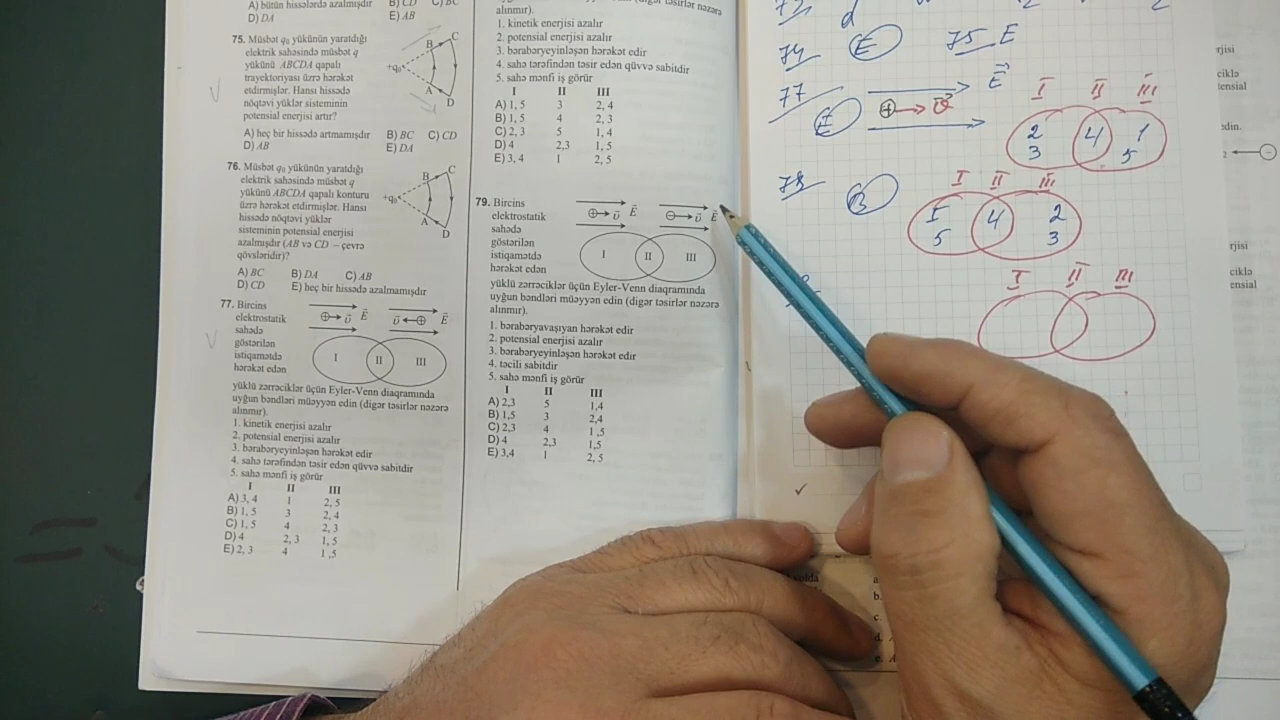 A) bütün hissələrdə azalmışdır B) CD C) BC
D) DA E) AB
75. Müsbət q₀ yükünün yaratdığı
elektrik sahəsində müsbət q
yükünü ABCDA qapalı
trayektoriyası üzrə hərəkət
etdirmişlər. Hansı hissədə
nöqtəvi yüklər sisteminin
potensial enerjisi artır?
+q₀ B C A D
A) heç bir hissədə artmamışdır B) BC C) CD
D) AB E) DA
76. Müsbət q₀ yükünün yaratdığı
elektrik sahəsində müsbət q
yükünü ABCDA qapalı konturu
üzrə hərəkət etdirmişlər. Hansı
hissədə nöqtəvi yüklər
sisteminin potensial enerjisi
azalmışdır (AB və CD – çevrə
qövsləridir)?
+q₀ B C A D
A) BC B) DA C) AB
D) CD E) heç bir hissədə azalmamışdır
77. Bircins
elektrostatik
sahədə
göstərilən
istiqamətdə
hərəkət edən
⊕→ υ⃗ E⃗ υ⃗ ←⊕ E⃗
I II III
yüklü zərrəciklər üçün Eyler-Venn diaqramında
uyğun bəndləri müəyyən edin (digər təsirlər nəzərə
alınmır).
1. kinetik enerjisi azalır
2. potensial enerjisi azalır
3. bərabəryeyinləşən hərəkət edir
4. sahə tərəfindən təsir edən qüvvə sabitdir
5. sahə mənfi iş görür
I II III
A) 3, 4 1 2, 5
B) 1, 5 3 2, 4
C) 1, 5 4 2, 3
D) 4 2, 3 1, 5
E) 2, 3 4 1 ,5
alınmır).
1. kinetik enerjisi azalır
2. potensial enerjisi azalır
3. bərabəryeyinləşən hərəkət edir
4. sahə tərəfindən təsir edən qüvvə sabitdir
5. sahə mənfi iş görür
I II III
A) 1, 5 3 2, 4
B) 1, 5 4 2, 3
C) 2, 3 5 1, 4
D) 4 2,3 1, 5
E) 3, 4 1 2, 5
79. Bircins
elektrostatik
sahədə
göstərilən
istiqamətdə
hərəkət edən
⊕→ υ⃗ E⃗ ⊖→ υ⃗ E⃗
I II III
yüklü zərrəciklər üçün Eyler-Venn diaqramında
uyğun bəndləri müəyyən edin (digər təsirlər nəzərə
alınmır).
1. bərabəryavaşıyan hərəkət edir
2. potensial enerjisi azalır
3. bərabəryeyinləşən hərəkət edir
4. təcili sabitdir
5. sahə mənfi iş görür
I II III
A) 2,3 5 1,4
B) 1,5 3 2,4
C) 2,3 4 1 ,5
D) 4 2,3 1,5
E) 3,4 1 2, 5
73 d
74 E 75 E
77 E ⊕→ υ⃗ E⃗
I II III
2 3 4 1 5
78 B
I II III
1 5 4 2 3
I II III